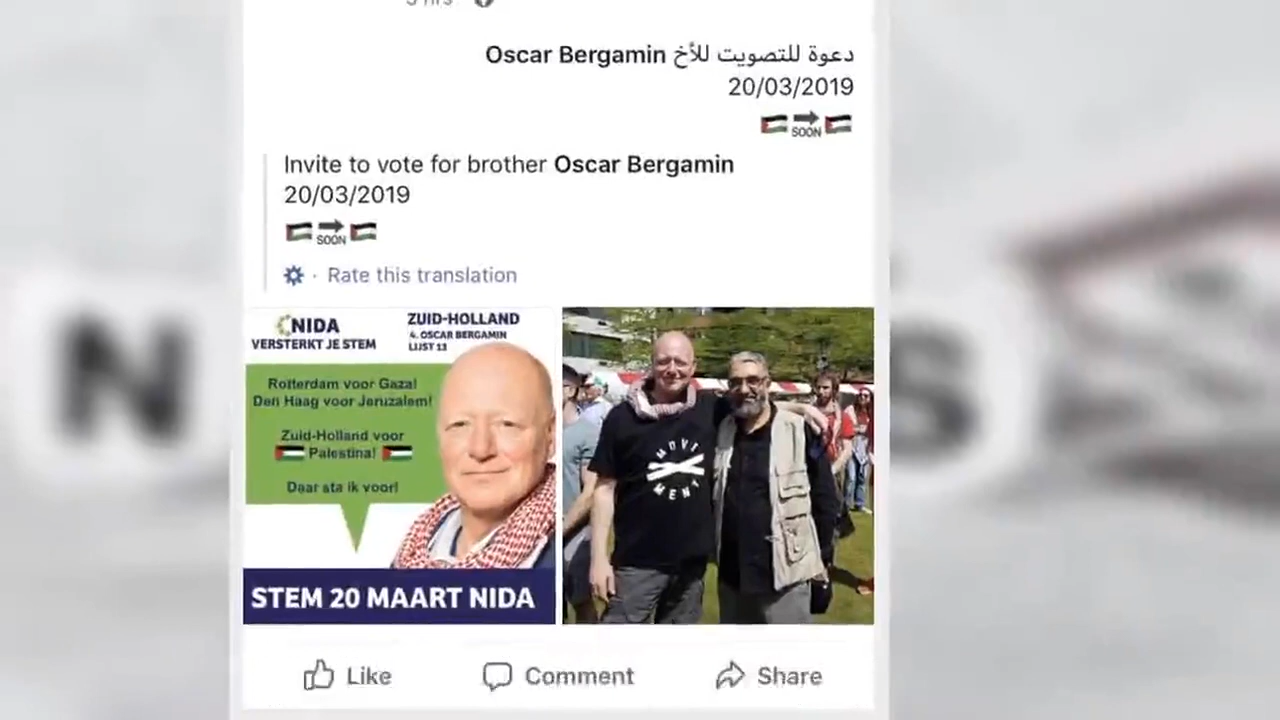 دعوة للتصويت للأخ Oscar Bergamin
20/03/2019
SOON
Invite to vote for brother Oscar Bergamin
20/03/2019
SOON
· Rate this translation
NIDA
VERSTERKT JE STEM
ZUID-HOLLAND
4. OSCAR BERGAMIN
LIJST 13
Rotterdam voor Gaza!
Den Haag voor Jeruzalem!
Zuid-Holland voor
Palestina!
Daar sta ik voor!
STEM 20 MAART NIDA
MOVE
MENT
Like
Comment
Share